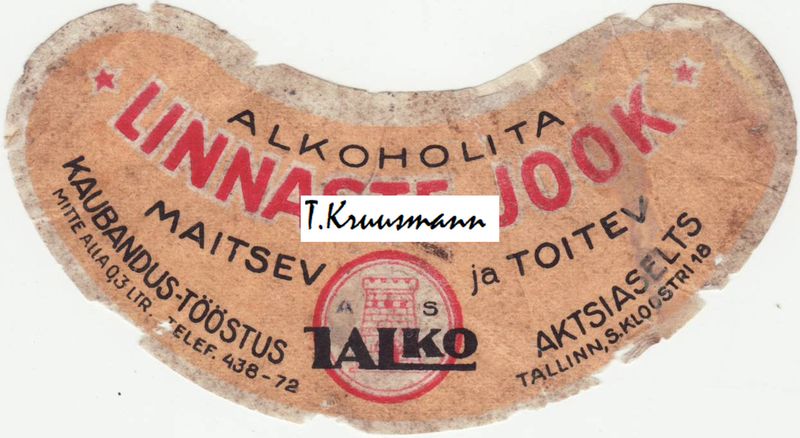 ALKOHOLITA
LINNASTE JOOK
T.Kruusmann
MAITSEV ja TOITEV
KAUBANDUS-TÖÖSTUS
MITTE ALLA 0,3 LTR. TELEF. 438-72
A S
TALKO
AKTSIASELTS
TALLINN, S.KLOOSTRI 18